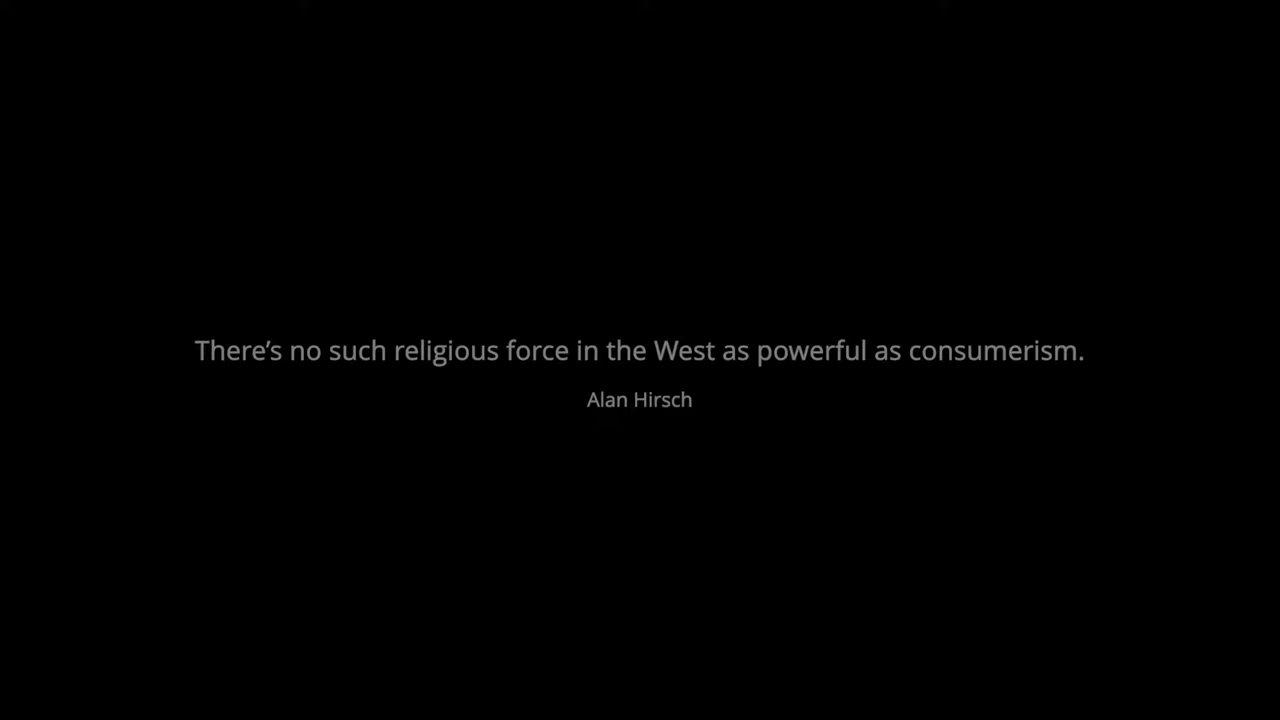 There’s no such religious force in the West as powerful as consumerism.
Alan Hirsch